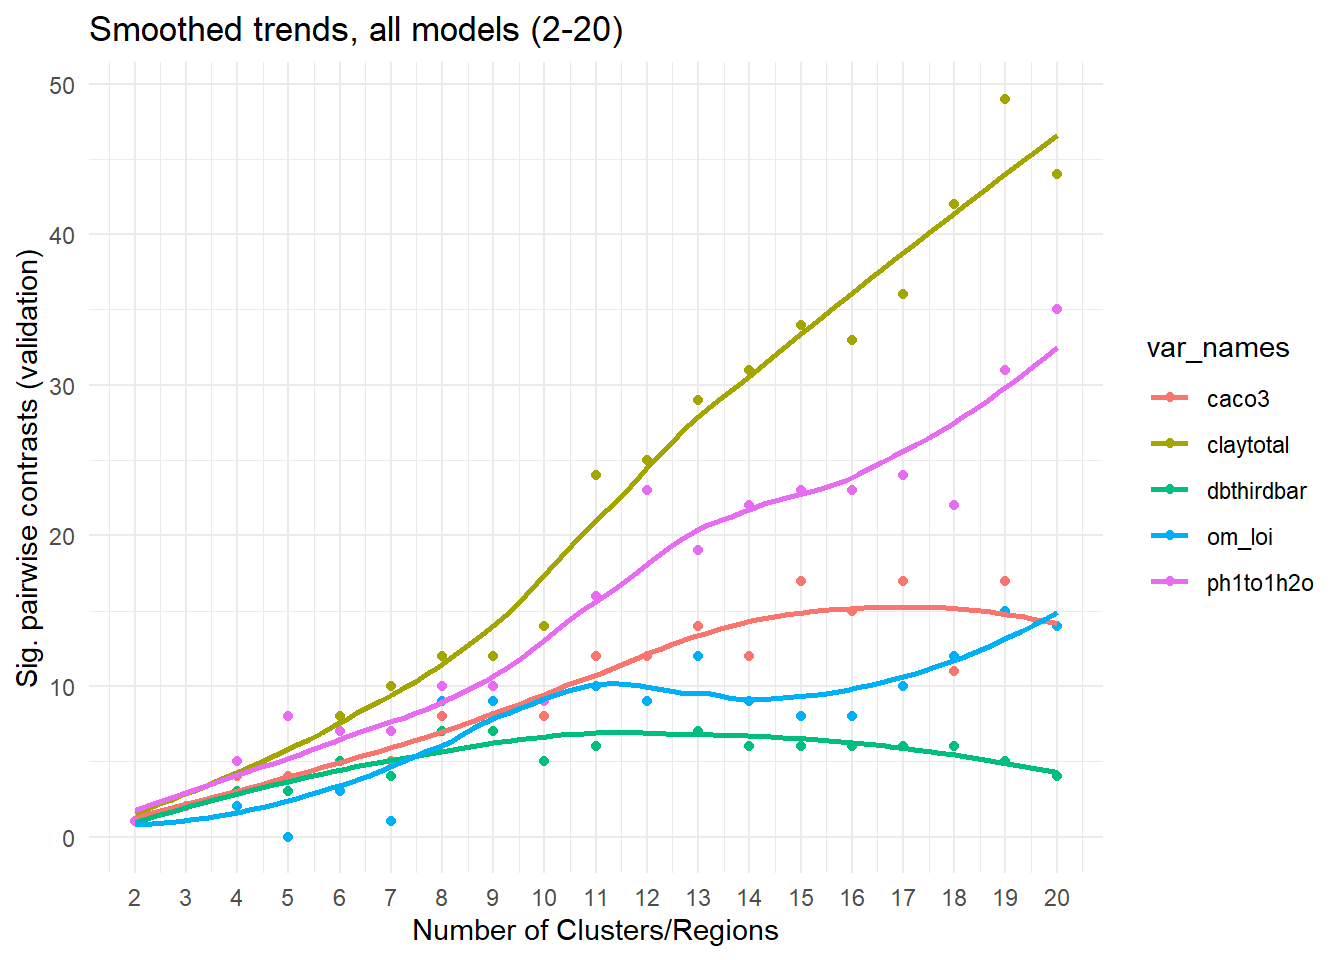 Smoothed trends, all models (2-20)
50
40
30
20
10
0
Sig. pairwise contrasts (validation)
2 3 4 5 6 7 8 9 10 11 12 13 14 15 16 17 18 19 20
Number of Clusters/Regions
var_names
caco3
claytotal
dbthirdbar
om_loi
ph1to1h2o